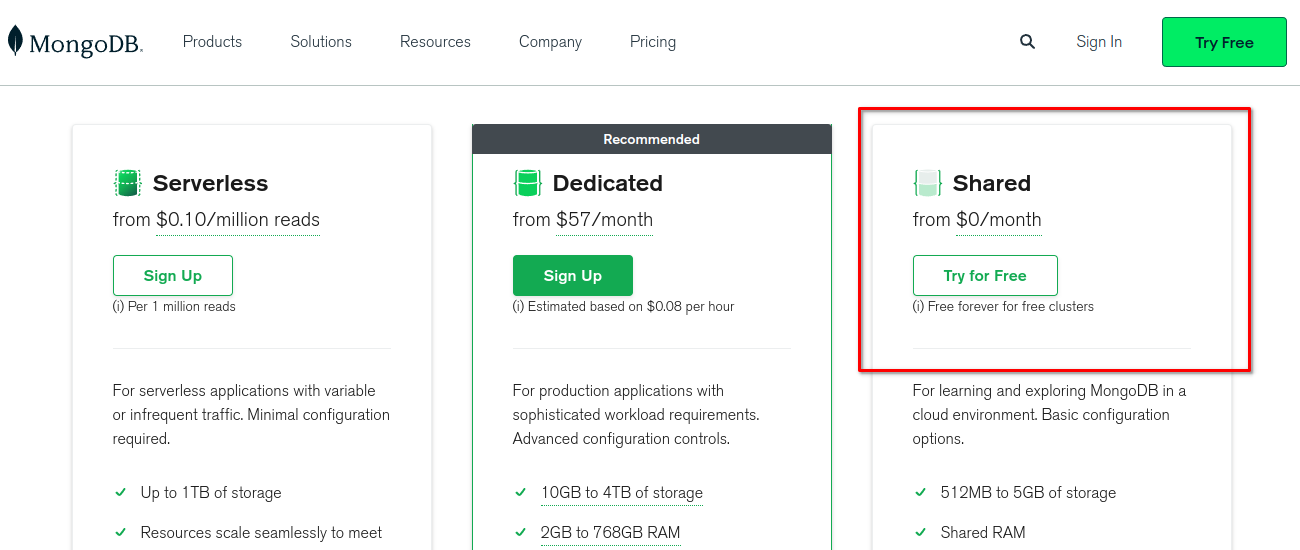 MongoDB.
Products
Solutions
Resources
Company
Pricing
Sign In
Try Free
Serverless
from $0.10/million reads
Sign Up
(i) Per 1 million reads
For serverless applications with variable
or infrequent traffic. Minimal configuration
required.
Up to 1TB of storage
Resources scale seamlessly to meet
Recommended
Dedicated
from $57/month
Sign Up
(i) Estimated based on $0.08 per hour
For production applications with
sophisticated workload requirements.
Advanced configuration controls.
10GB to 4TB of storage
2GB to 768GB RAM
Shared
from $0/month
Try for Free
(i) Free forever for free clusters
For learning and exploring MongoDB in a
cloud environment. Basic configuration
options.
512MB to 5GB of storage
Shared RAM